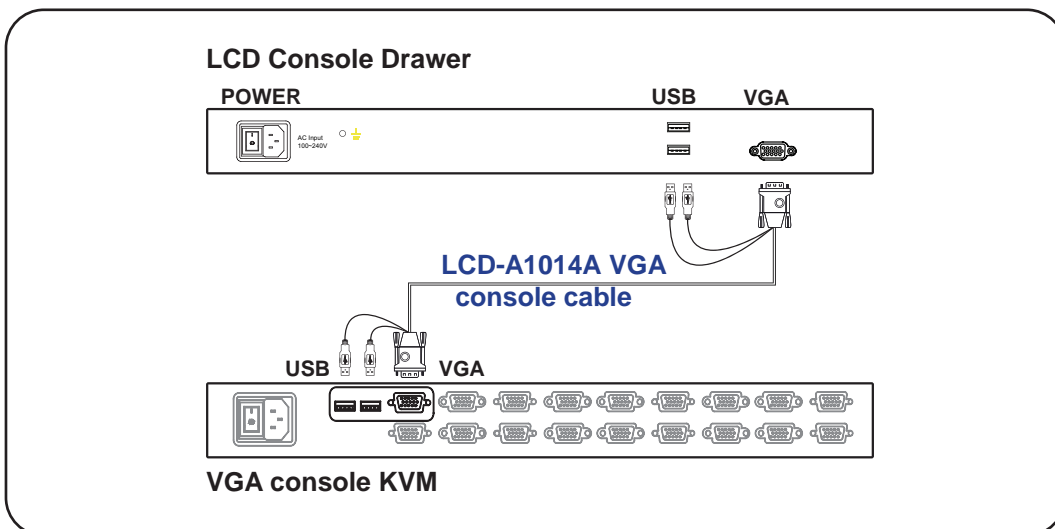 LCD Console Drawer
POWER
USB
VGA
AC Input
100~240V
LCD-A1014A VGA
console cable
USB
VGA
VGA console KVM